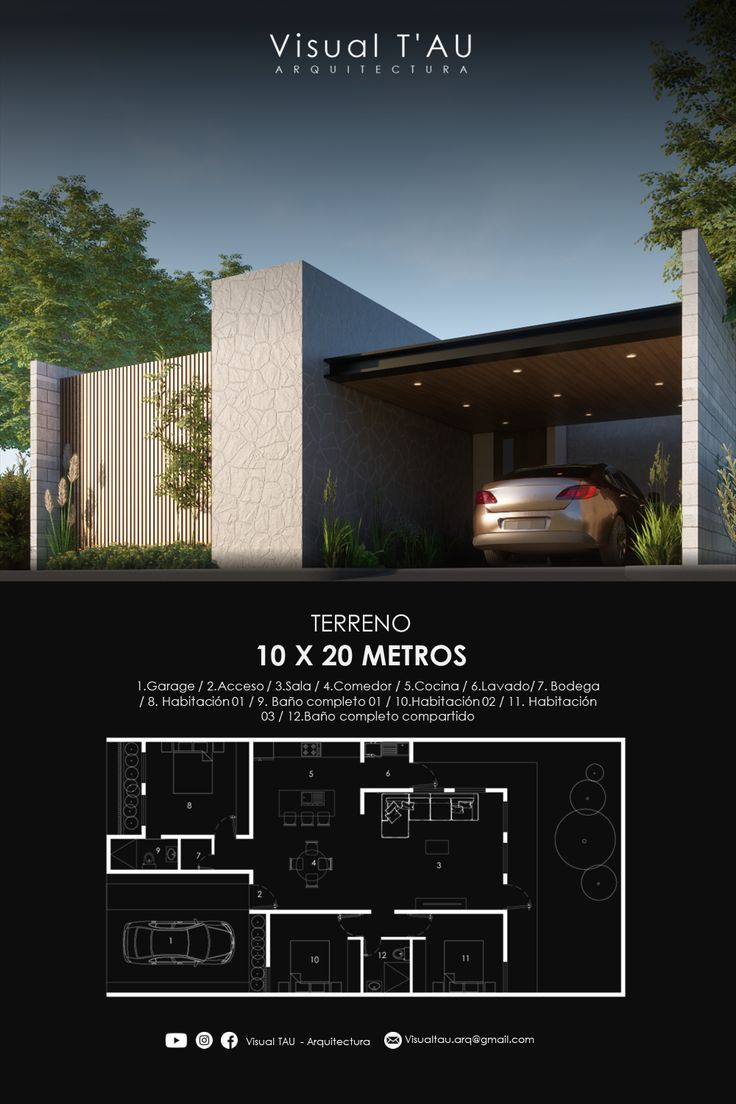 Visual T'AU
ARQUITECTURA
TERRENO
10 X 20 METROS
1.Garage / 2.Acceso / 3.Sala / 4.Comedor / 5.Cocina / 6.Lavado/ 7. Bodega
/ 8. Habitación 01 / 9. Baño completo 01 / 10.Habitación 02 / 11. Habitación
03 / 12.Baño completo compartido
5
6
8
9
7
4
3
2
1
10
12
11
Visual TAU - Arquitectura
Visualtau.arq@gmail.com